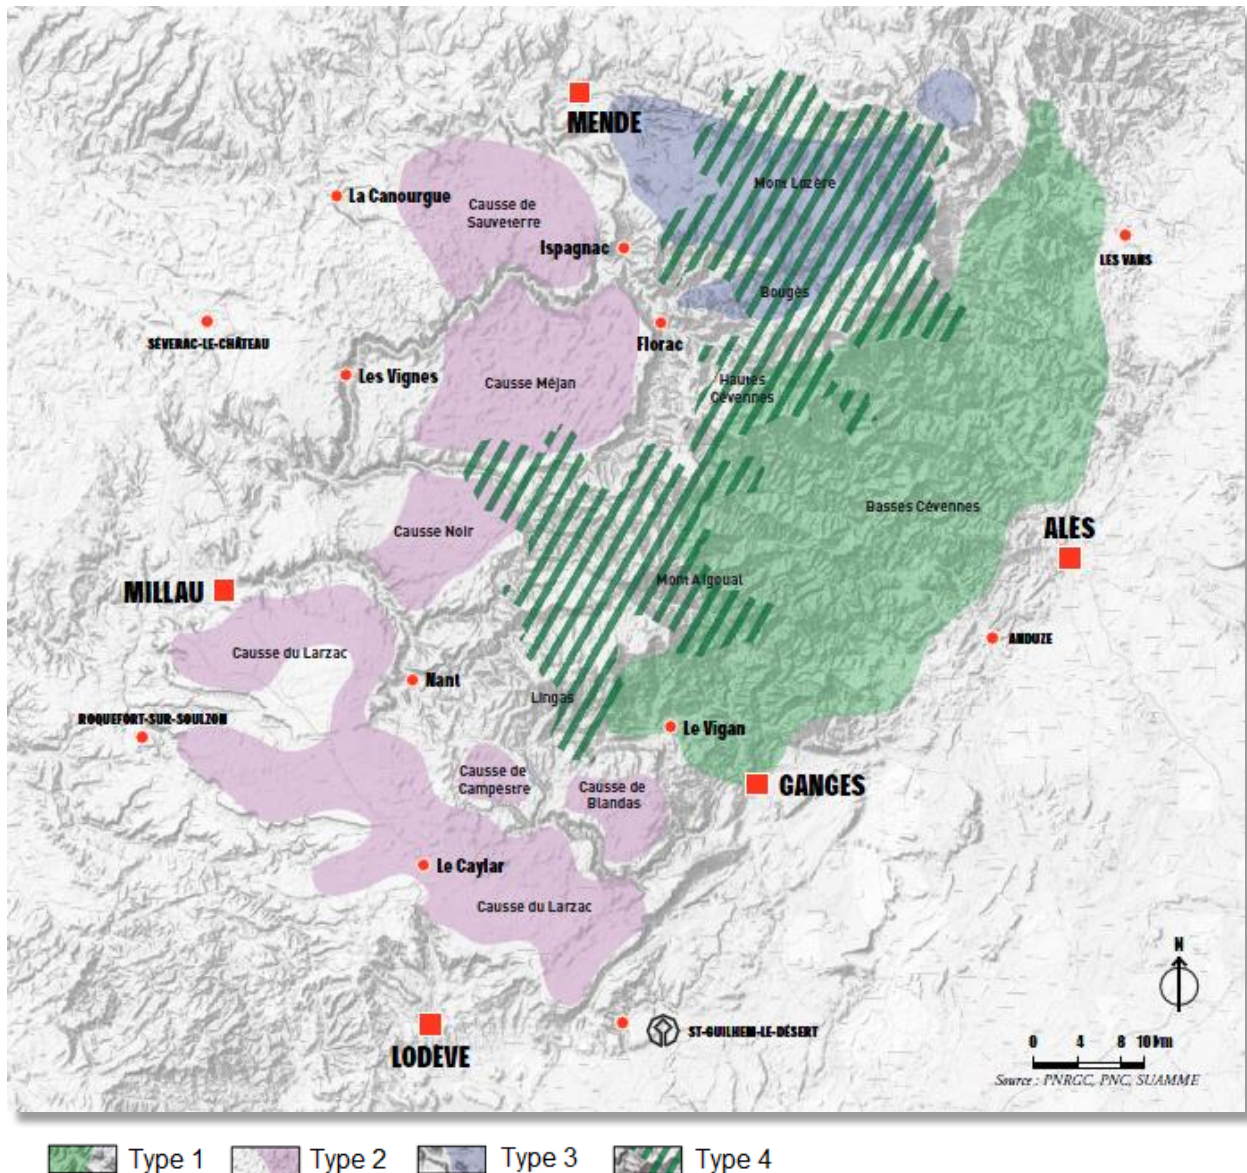 MENDE
Mont Lozère
La Canourgue
Causse de
Sauveterre
Ispagnac
LES VANS
Bougès
SÉVERAC-LE-CHÂTEAU
Florac
Les Vignes
Causse Méjan
Hautes
Cévennes
Basses Cévennes
Causse Noir
ALÈS
Mont Aigoual
MILLAU
ANDUZE
Causse du Larzac
Nant
Lingas
ROQUEFORT-SUR-SOULZON
Le Vigan
Causse de
Campestre
Causse de
Blandas
GANGES
Le Caylar
Causse du Larzac
N
ST-GUILHEM-LE-DÉSERT
LODÈVE
0 4 8 10 km
Source : PNRGC, PNC, SUAMME
Type 1 Type 2 Type 3 Type 4